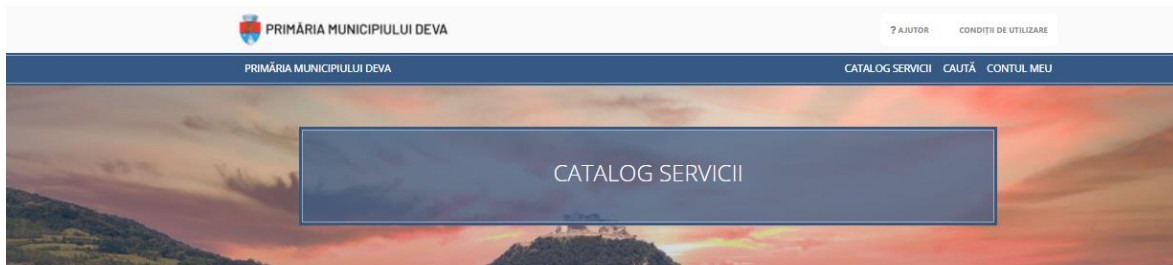 PRIMĂRIA MUNICIPIULUI DEVA
? AJUTOR CONDIȚII DE UTILIZARE
PRIMĂRIA MUNICIPIULUI DEVA CATALOG SERVICII CAUTĂ CONTUL MEU
CATALOG SERVICII